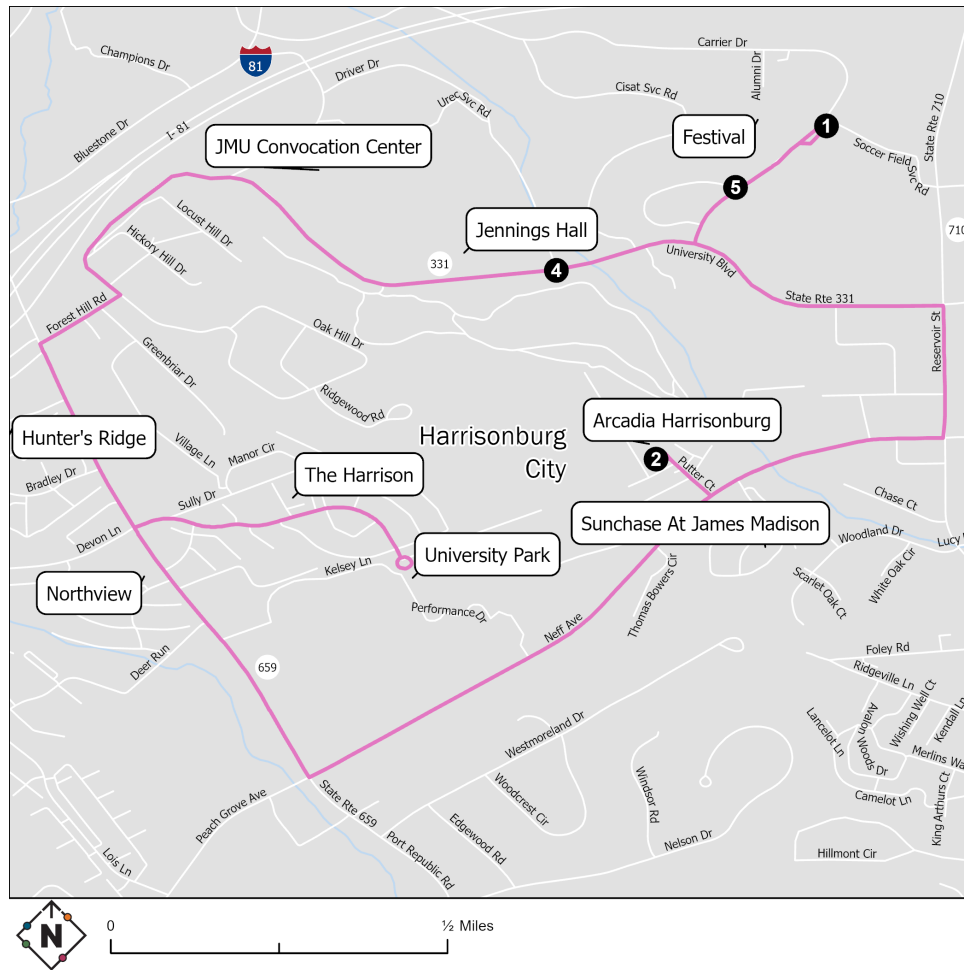 Champions Dr
81
Carrier Dr
Driver Dr
Alumni Dr
Cisat Svc Rd
Urec Svc Rd
State Rte 710
Bluestone Dr
I- 81
JMU Convocation Center
Festival
1
Soccer Field Svc Rd
5
Locust Hill Dr
Jennings Hall
710
Hickory Hill Dr
331
4
University Blvd
State Rte 331
Forest Hill Rd
Oak Hill Dr
Reservoir St
Greenbriar Dr
Ridgewood Rd
Arcadia Harrisonburg
Hunter's Ridge
Harrisonburg
City
Village Ln
Manor Cir
2
Putter Ct
Bradley Dr
The Harrison
Sully Dr
Chase Ct
Sunchase At James Madison
Devon Ln
Woodland Dr
Lucy
University Park
Kelsey Ln
Thomas Bowers Cir
Scarlet Oak Ct
White Oak Cir
Northview
Performance Dr
Neff Ave
Deer Run
659
Foley Rd
Ridgeville Ln
Wishing Well Ct
Kendall Ln
Avalon Woods Dr
Lancelot Ln
Westmoreland Dr
Merlins Wa
Woodcrest Cir
Windsor Rd
Camelot Ln
King Arthurs Ct
State Rte 659
Peach Grove Ave
Edgewood Rd
Nelson Dr
Port Republic Rd
Hillmont Cir
Lois Ln
N
0
½ Miles